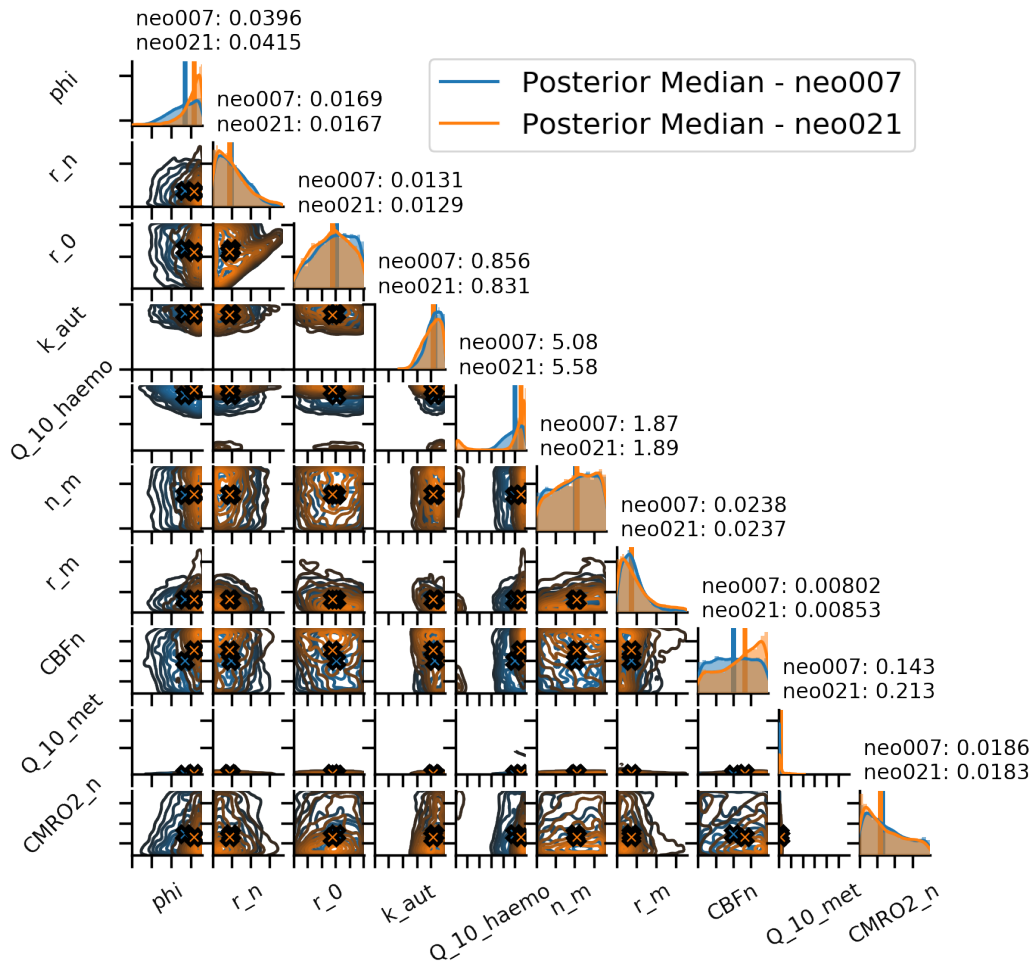 neo007: 0.0396
neo021: 0.0415
phi
neo007: 0.0169
neo021: 0.0167
Posterior Median - neo007
Posterior Median - neo021
r_n
neo007: 0.0131
neo021: 0.0129
r_0
neo007: 0.856
neo021: 0.831
k_aut
neo007: 5.08
neo021: 5.58
Q_10_haemo
neo007: 1.87
neo021: 1.89
n_m
neo007: 0.0238
neo021: 0.0237
r_m
neo007: 0.00802
neo021: 0.00853
CBFn
neo007: 0.143
neo021: 0.213
Q_10_met
neo007: 0.0186
neo021: 0.0183
CMRO2_n
phi
r_n
r_0
k_aut
Q_10_haemo
n_m
r_m
CBFn
Q_10_met
CMRO2_n